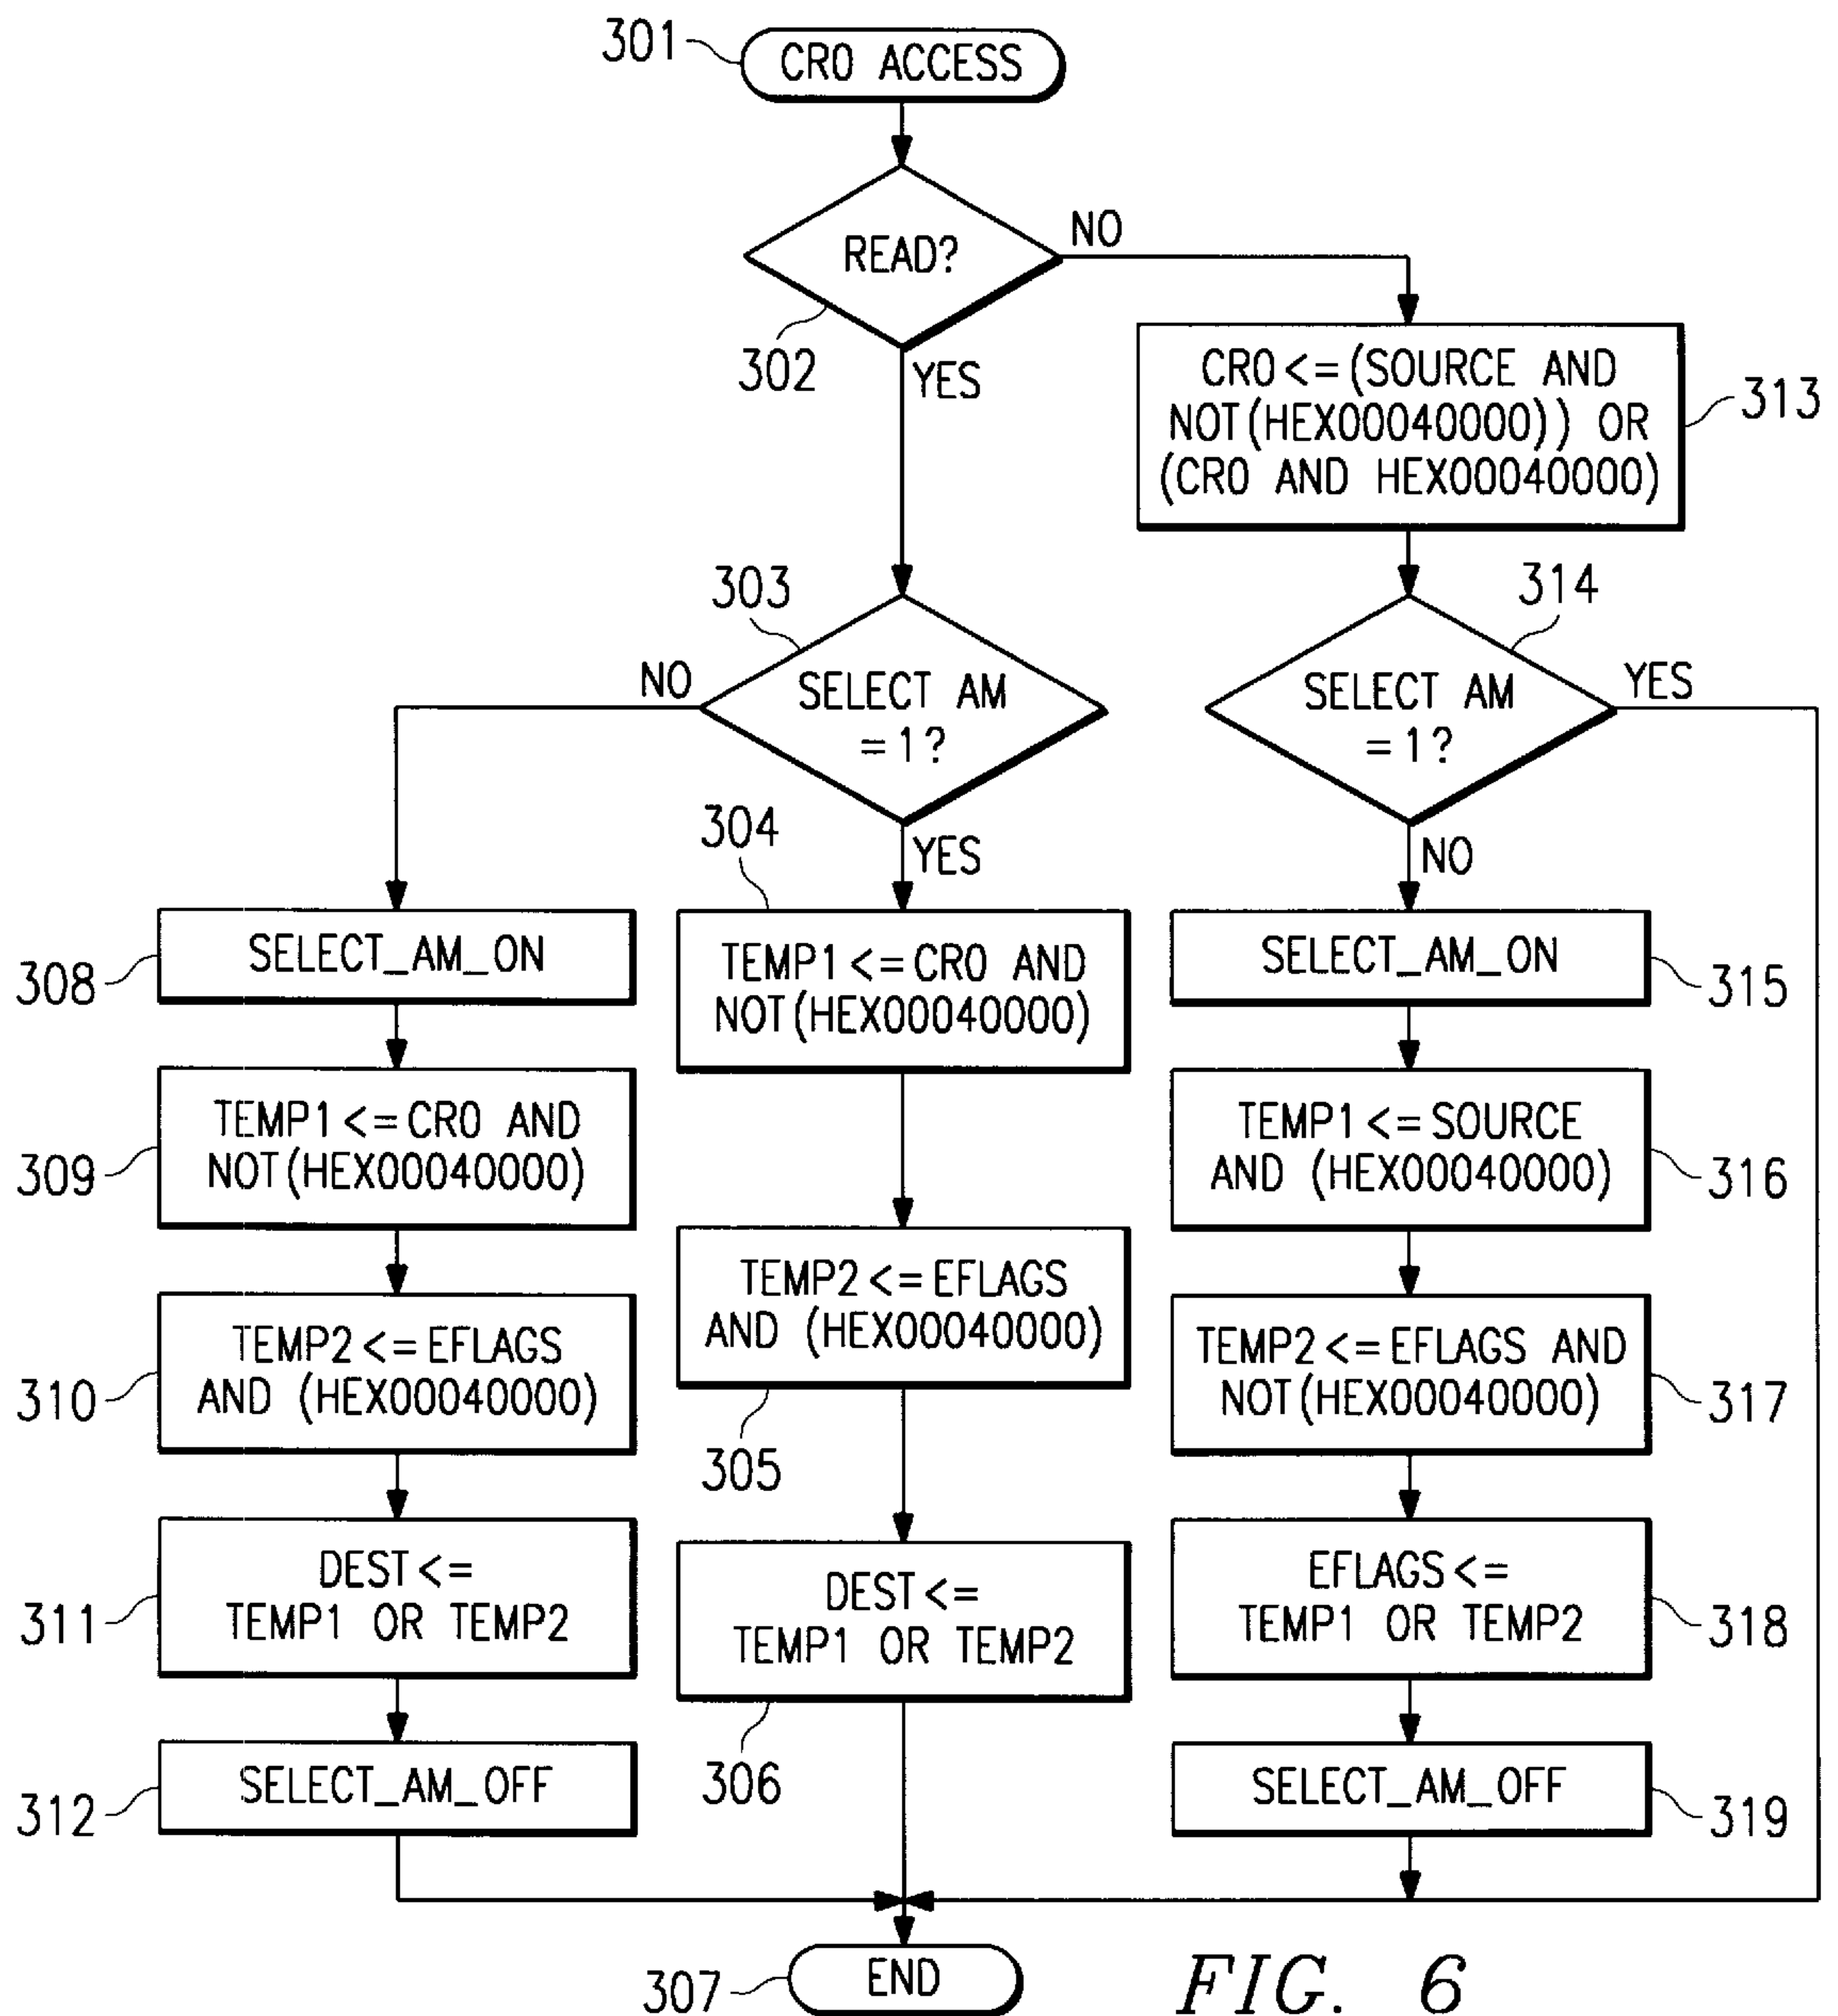 301
CR0 ACCESS
READ?
NO
302
YES
CR0<=(SOURCE AND
NOT(HEX00040000)) OR
(CR0 AND HEX00040000)
313
303
314
NO
SELECT AM
=1?
SELECT AM
=1?
YES
304
YES
NO
308
SELECT_AM_ON
TEMP1<=CR0 AND
NOT(HEX00040000)
SELECT_AM_ON
315
309
TEMP1<=CR0 AND
NOT(HEX00040000)
TEMP1<=SOURCE
AND (HEX00040000)
316
310
TEMP2<=EFLAGS
AND (HEX00040000)
TEMP2<=EFLAGS
AND (HEX00040000)
305
TEMP2<=EFLAGS AND
NOT(HEX00040000)
317
311
DEST<=
TEMP1 OR TEMP2
DEST<=
TEMP1 OR TEMP2
306
EFLAGS<=
TEMP1 OR TEMP2
318
312
SELECT_AM_OFF
SELECT_AM_OFF
319
307
END
FIG. 6